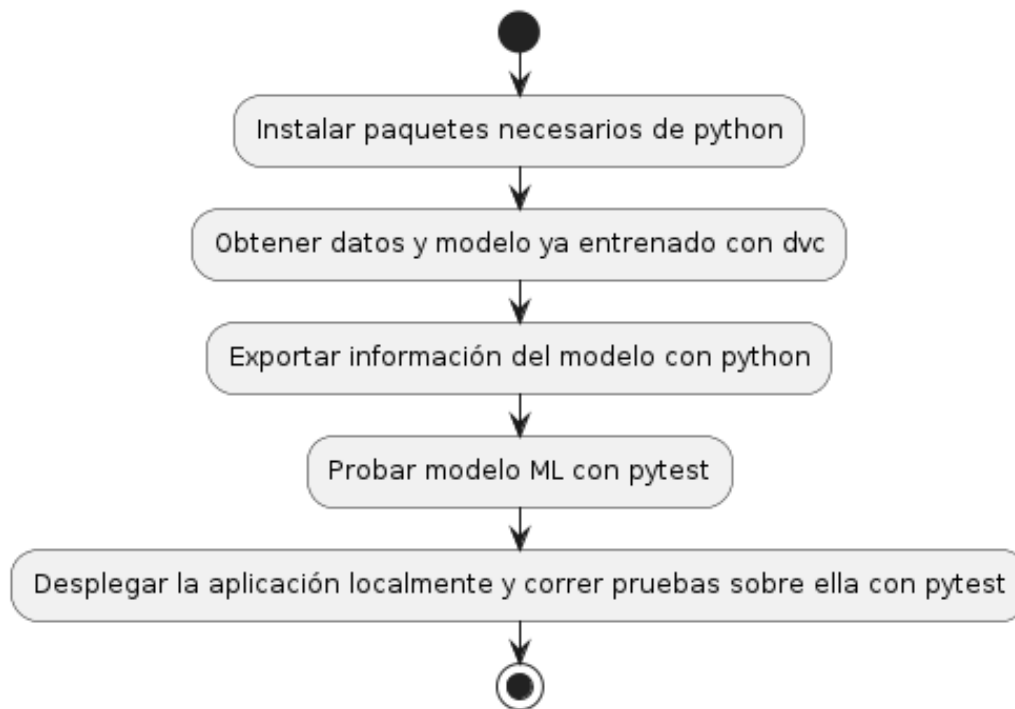 Instalar paquetes necesarios de python
Obtener datos y modelo ya entrenado con dvc
Exportar información del modelo con python
Probar modelo ML con pytest
Desplegar la aplicación localmente y correr pruebas sobre ella con pytest